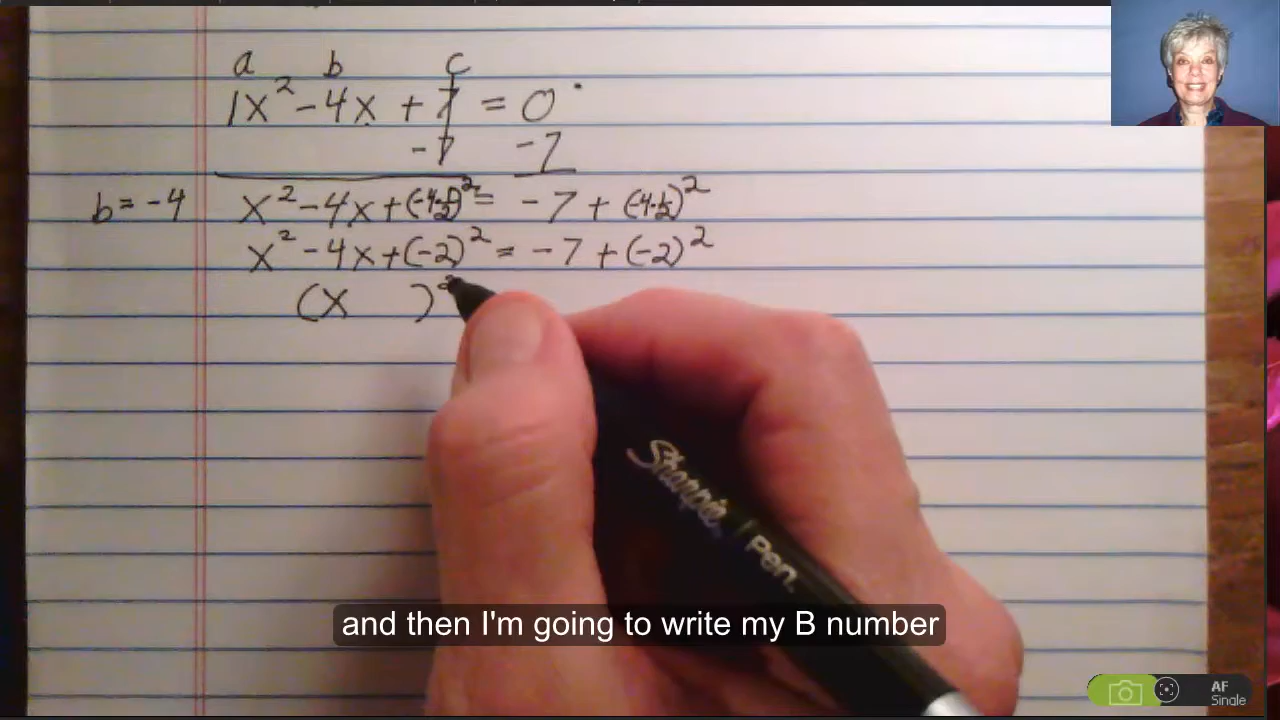 a b c
1x² - 4x + 7 = 0
- 7 - 7
b = -4 x² - 4x + (-4·½)² = -7 + (-4·½)²
x² - 4x + (-2)² = -7 + (-2)²
(x )²
Sharpie Pen.
and then I'm going to write my B number
AF
Single